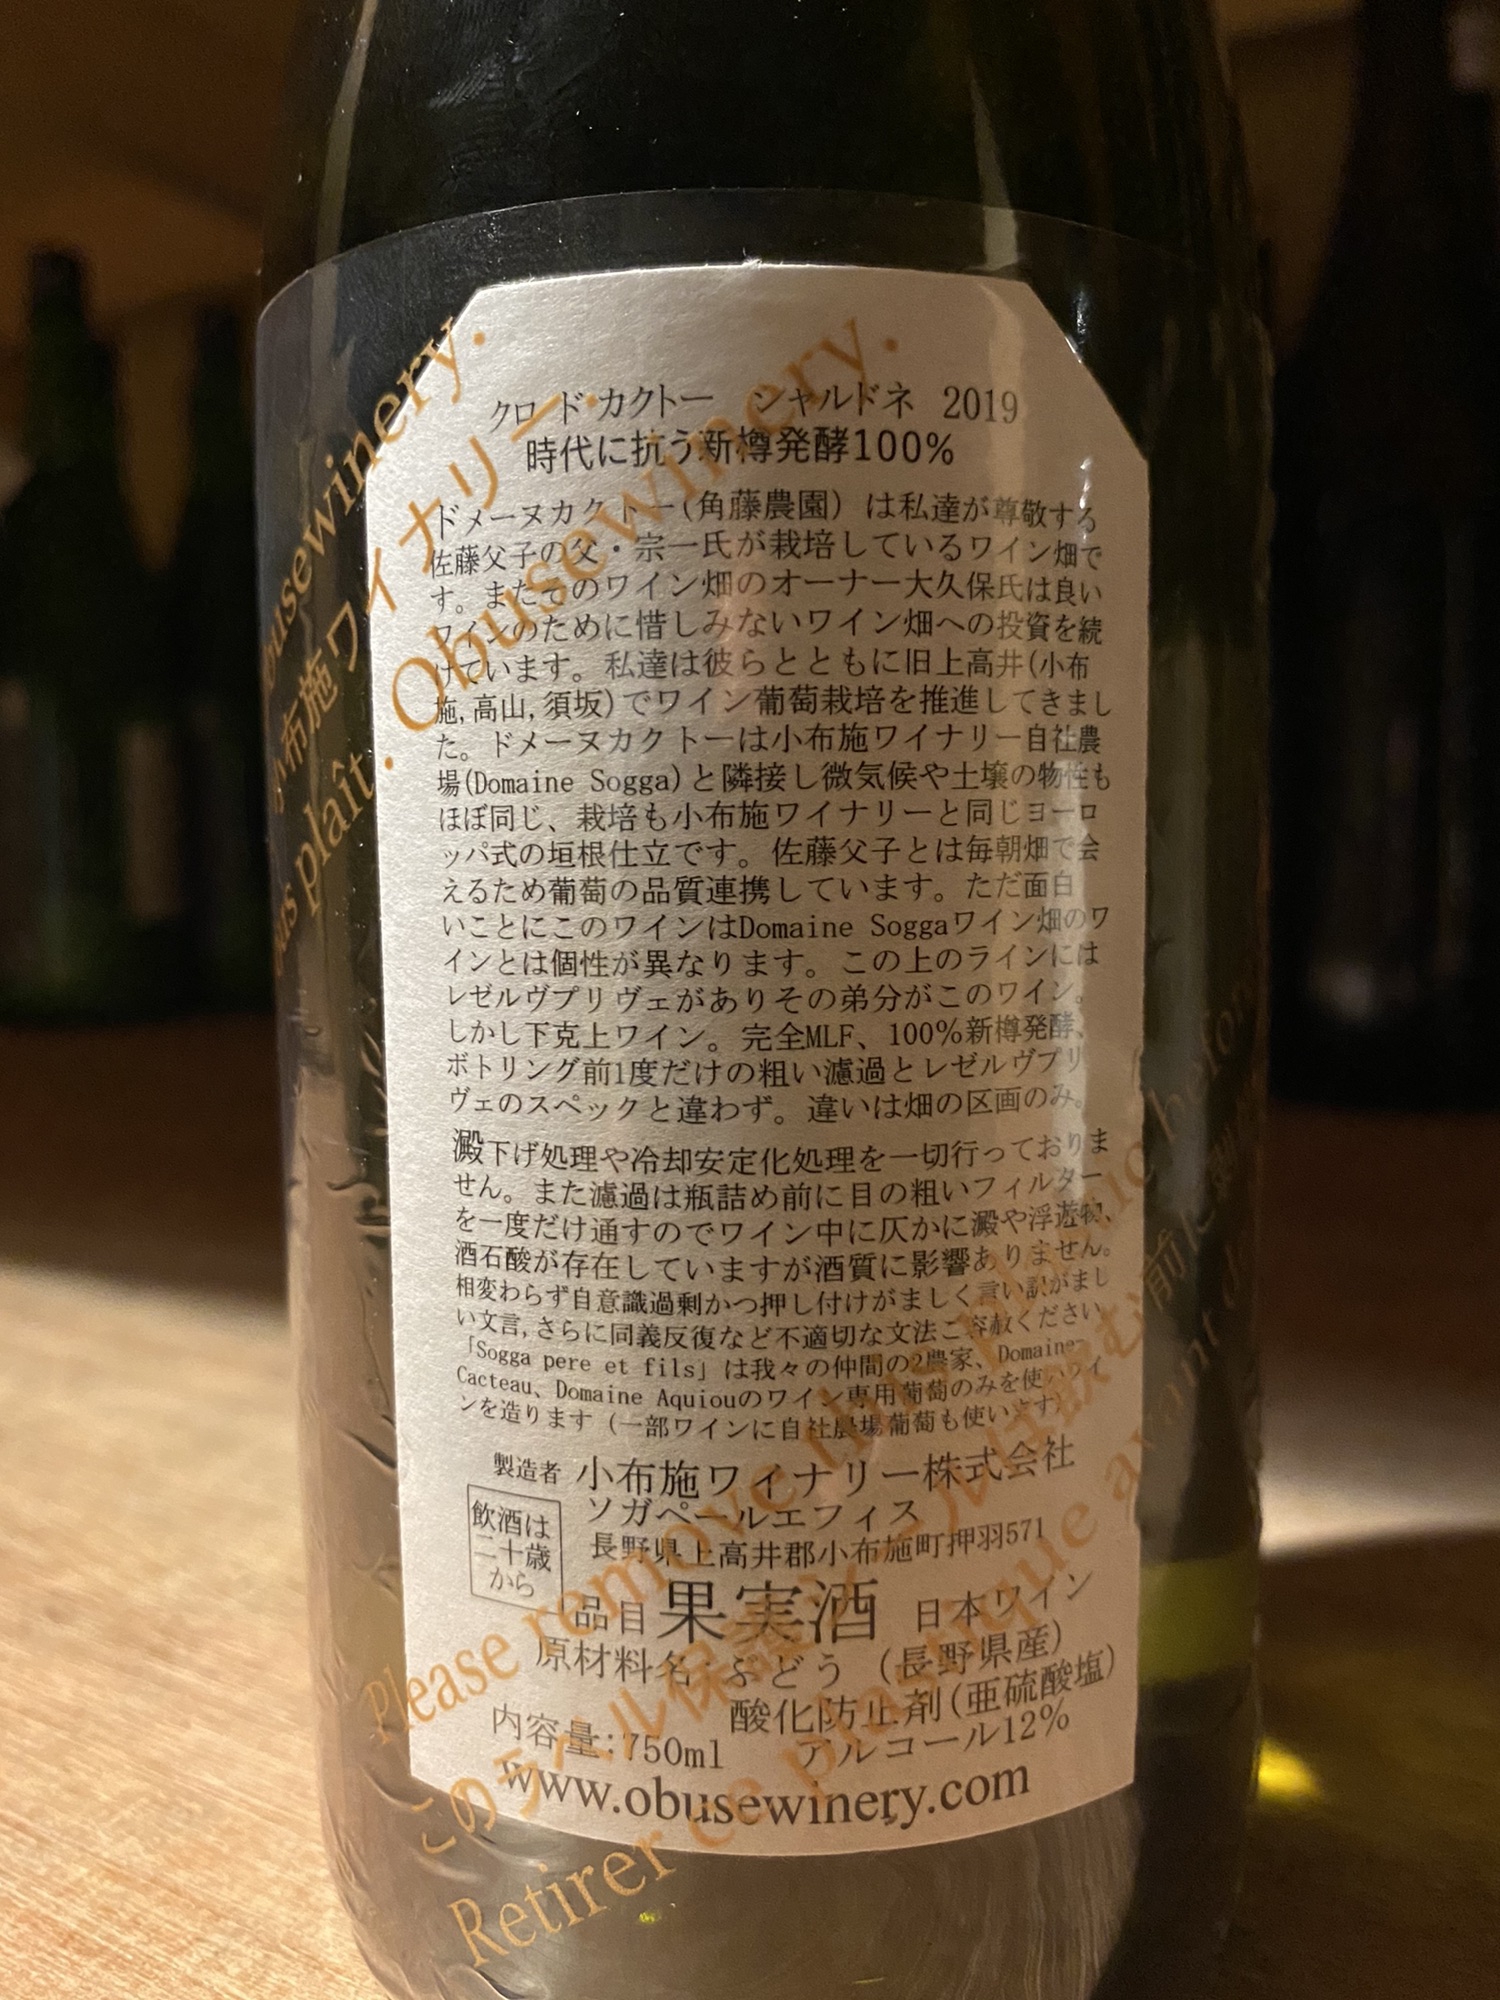 クロ ド カクトー　シャルドネ 2019
時代に抗う新樽発酵100%
ドメーヌカクトー(角藤農園) は私達が尊敬する
佐藤父子の父・宗一氏が栽培しているワイン畑で
す。またそのワイン畑のオーナー大久保氏は良い
ワインのために惜しみないワイン畑への投資を続
けています。私達は彼らとともに旧上高井(小布
施,高山,須坂)でワイン葡萄栽培を推進してきまし
た。ドメーヌカクトーは小布施ワイナリー自社農
場(Domaine Sogga)と隣接し微気候や土壌の物性も
ほぼ同じ、栽培も小布施ワイナリーと同じヨーロ
ッパ式の垣根仕立です。佐藤父子とは毎朝畑で会
えるため葡萄の品質連携しています。ただ面白
いことにこのワインはDomaine Soggaワイン畑のワ
インとは個性が異なります。この上のラインには
レゼルヴプリヴェがありその弟分がこのワイン。
しかし下克上ワイン。完全MLF、100%新樽発酵、
ボトリング前1度だけの粗い濾過とレゼルヴプリ
ヴェのスペックと違わず。違いは畑の区画のみ。
澱下げ処理や冷却安定化処理を一切行っておりま
せん。また濾過は瓶詰め前に目の粗いフィルター
を一度だけ通すのでワイン中に仄かに澱や浮遊物、
酒石酸が存在していますが酒質に影響ありません。
相変わらず自意識過剰かつ押し付けがましく言い訳がまし
い文言,さらに同義反復など不適切な文法ご容赦ください
「Sogga pere et fils」は我々の仲間の2農家、Domaine-
Cacteau、Domaine Aquiouのワイン専用葡萄のみを使いワイ
ンを造ります (一部ワインに自社農場葡萄も使います)
製造者 小布施ワイナリー株式会社
ソガペールエフィス
長野県上高井郡小布施町押羽571
飲酒は
二十歳
から
品目 果実酒 日本ワイン
原材料名:ぶどう (長野県産)
酸化防止剤(亜硫酸塩)
内容量:750ml アルコール12%
www.obusewinery.com
Obusewinery.
小布施ワイナリー.
plaît. Obusewinery.
Please remove this
このラベル保護シールは飲む前に
Retirer ce plastique avant